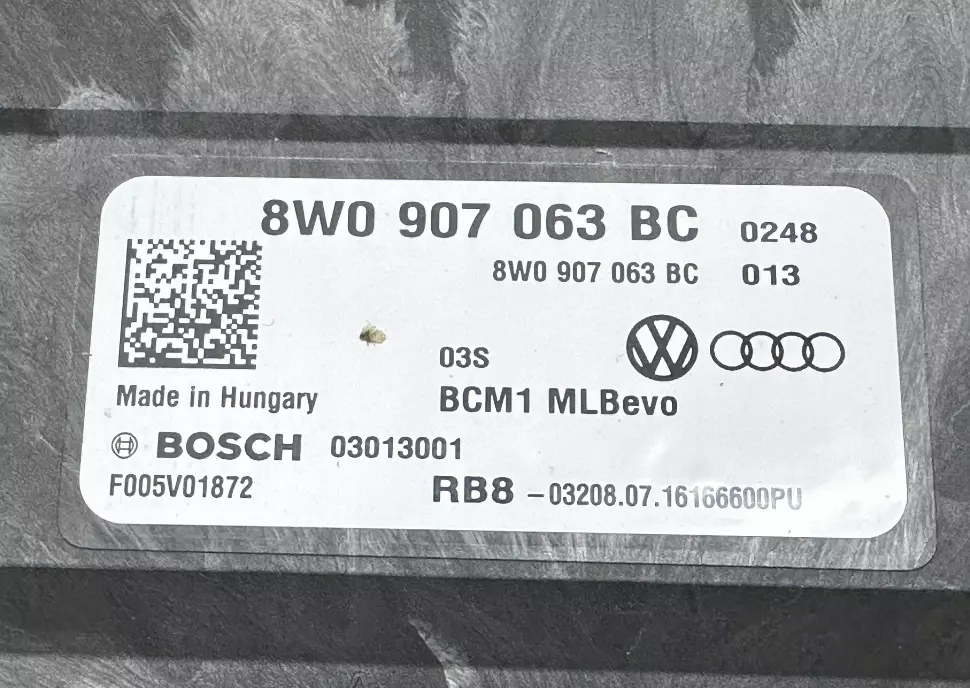 8W0 907 063 BC 0248
8W0 907 063 BC 013
03S
Made in Hungary BCM1 MLBevo
BOSCH 03013001
F005V01872 RB8 -03208.07.16166600PU